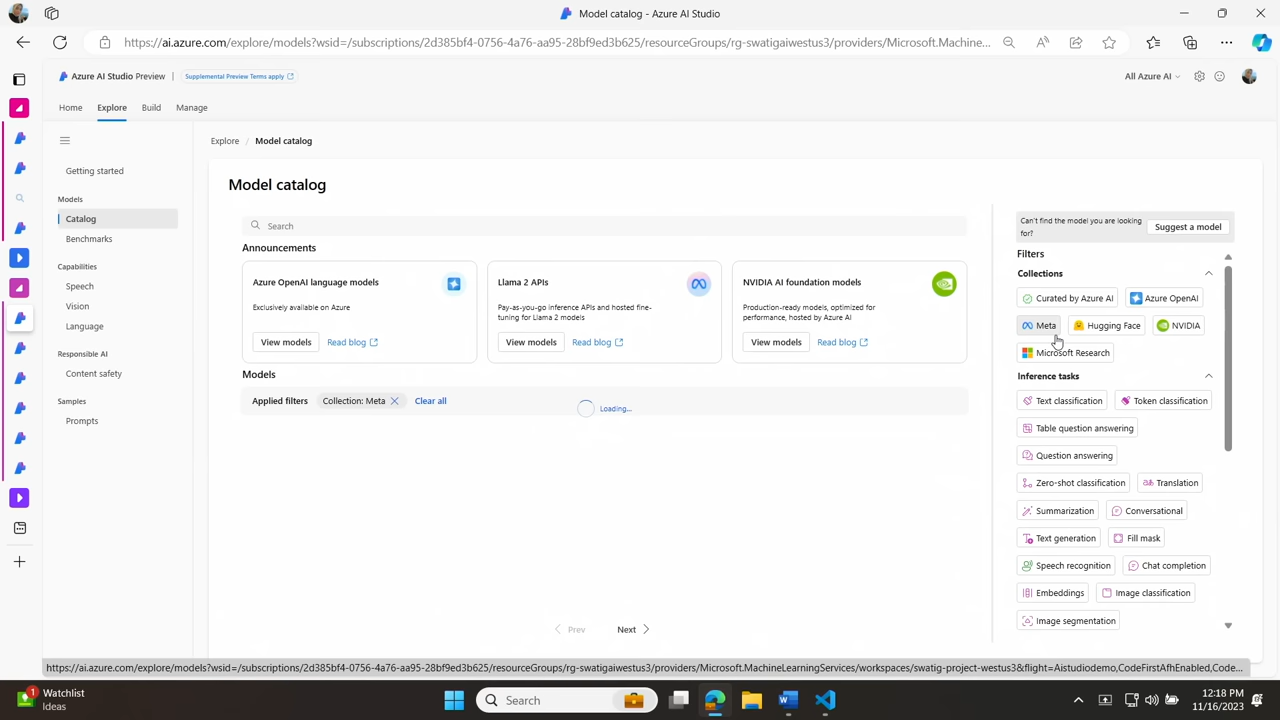 Model catalog - Azure AI Studio
https://ai.azure.com/explore/models?wsid=/subscriptions/2d385bf4-0756-4a76-aa95-28bf9ed3b625/resourceGroups/rg-swatigaiwestus3/providers/Microsoft.Machine...
Azure AI Studio Preview | Supplemental Preview Terms apply
All Azure AI
Home Explore Build Manage
Explore / Model catalog
Getting started
Models
Catalog
Benchmarks
Capabilities
Speech
Vision
Language
Responsible AI
Content safety
Samples
Prompts
Model catalog
Search
Announcements
Azure OpenAI language models
Exclusively available on Azure
View models Read blog
Llama 2 APIs
Pay-as-you-go inference APIs and hosted fine-
tuning for Llama 2 models
View models Read blog
NVIDIA AI foundation models
Production-ready models, optimized for
performance, hosted by Azure AI
View models Read blog
Models
Applied filters Collection: Meta Clear all
Loading...
Prev Next
Can't find the model you are looking
for?
Suggest a model
Filters
Collections
Curated by Azure AI Azure OpenAI
Meta Hugging Face NVIDIA
Microsoft Research
Inference tasks
Text classification Token classification
Table question answering
Question answering
Zero-shot classification Translation
Summarization Conversational
Text generation Fill mask
Speech recognition Chat completion
Embeddings Image classification
Image segmentation
https://ai.azure.com/explore/models?wsid=/subscriptions/2d385bf4-0756-4a76-aa95-28bf9ed3b625/resourceGroups/rg-swatigaiwestus3/providers/Microsoft.MachineLearningServices/workspaces/swatig-project-westus3&flight=Aistudiodemo,CodeFirstAfhEnabled,Code...
1
Watchlist
Ideas
Search
12:18 PM
11/16/2023